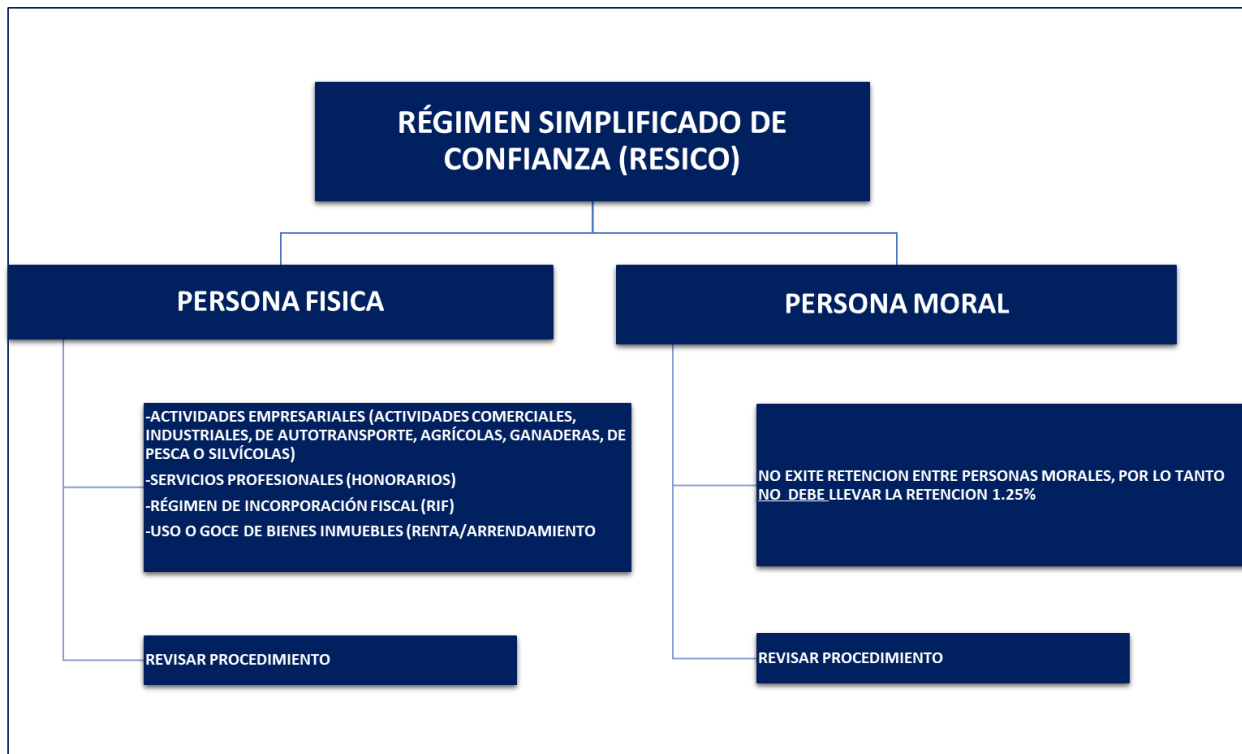 RÉGIMEN SIMPLIFICADO DE
CONFIANZA (RESICO)
PERSONA FISICA
-ACTIVIDADES EMPRESARIALES (ACTIVIDADES COMERCIALES,
INDUSTRIALES, DE AUTOTRANSPORTE, AGRÍCOLAS, GANADERAS, DE
PESCA O SILVÍCOLAS)
-SERVICIOS PROFESIONALES (HONORARIOS)
-RÉGIMEN DE INCORPORACIÓN FISCAL (RIF)
-USO O GOCE DE BIENES INMUEBLES (RENTA/ARRENDAMIENTO
REVISAR PROCEDIMIENTO
PERSONA MORAL
NO EXITE RETENCION ENTRE PERSONAS MORALES, POR LO TANTO
NO DEBE LLEVAR LA RETENCION 1.25%
REVISAR PROCEDIMIENTO